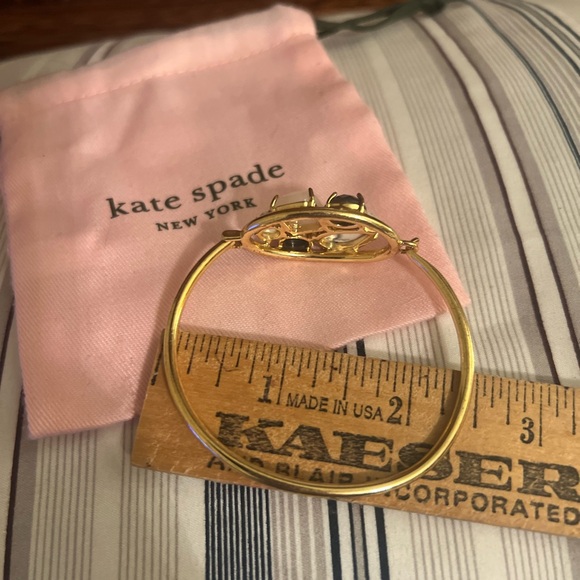 kate spade
NEW YORK
1 MADE IN USA 2 3
KAESER
AND BLAIR INCORPORATED